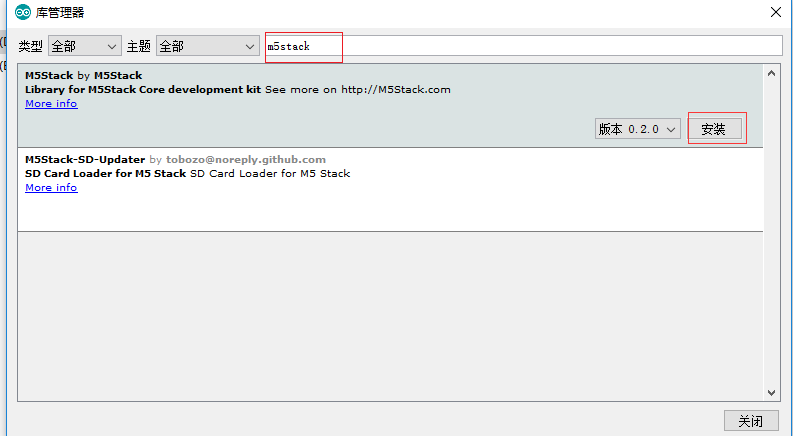 库管理器
类型 全部 主题 全部 m5stack
M5Stack by M5Stack
Library for M5Stack Core development kit See more on http://M5Stack.com
More info
版本 0.2.0 安装
M5Stack-SD-Updater by tobozo@noreply.github.com
SD Card Loader for M5 Stack SD Card Loader for M5 Stack
More info
关闭